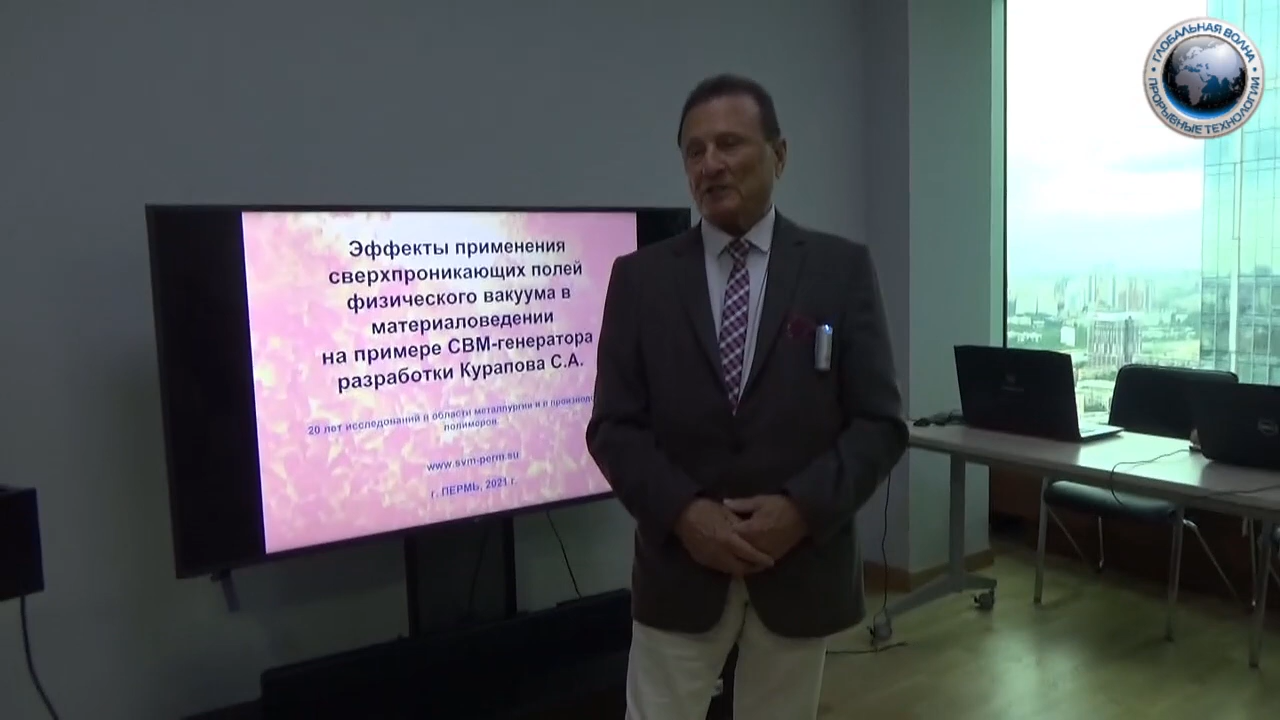 Эффекты применения
сверхпроникающих полей
физического вакуума в
материаловедении
на примере СВМ-генератора
разработки Курапова С.А.
20 лет исследований в области металлургии и в производ
полимеров.
www.svm-perm.su
г. ПЕРМЬ, 2021 г.
ГЛОБАЛЬНАЯ ВОЛНА
ПРОРЫВНЫЕ ТЕХНОЛОГИИ